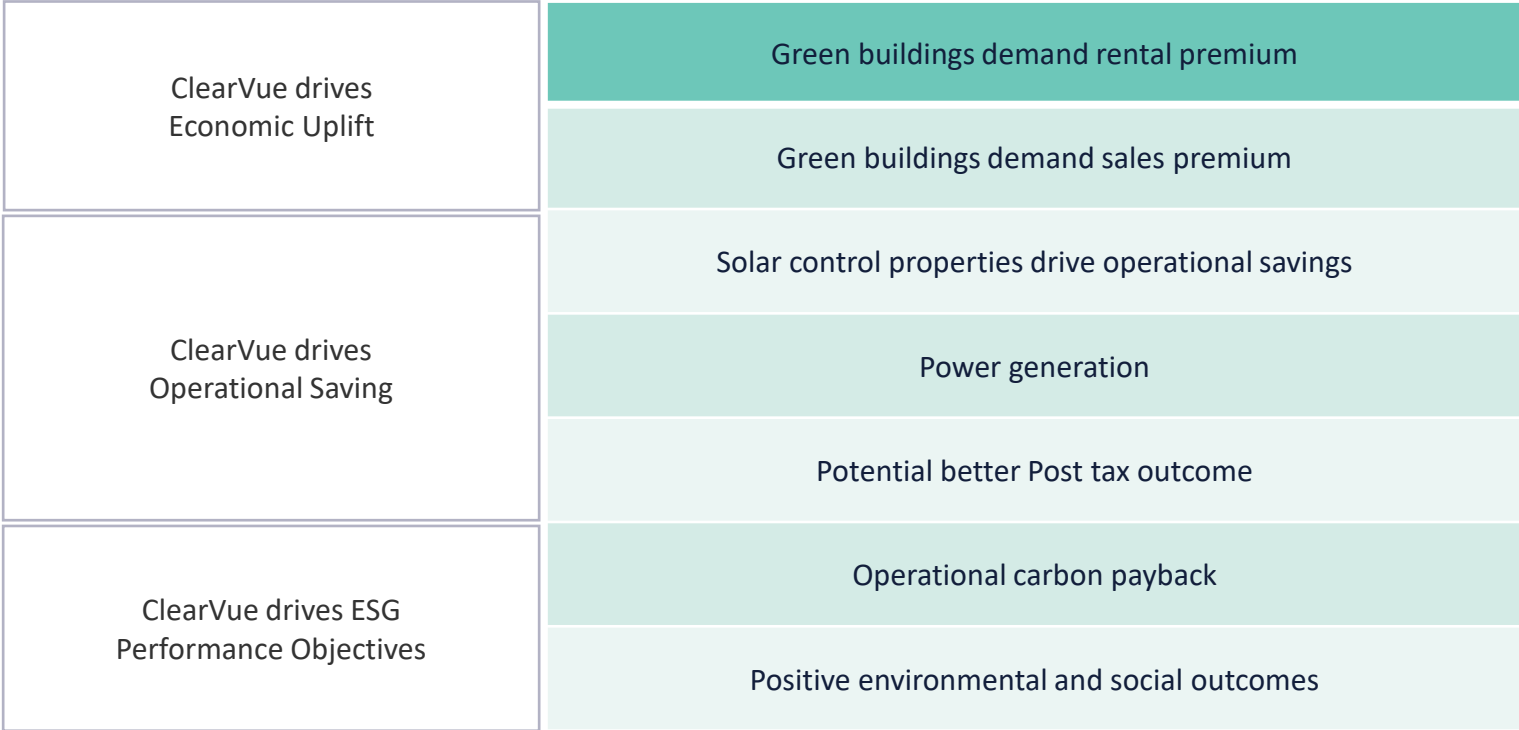 ClearVue drives
Economic Uplift
Green buildings demand rental premium
Green buildings demand sales premium
ClearVue drives
Operational Saving
Solar control properties drive operational savings
Power generation
Potential better Post tax outcome
ClearVue drives ESG
Performance Objectives
Operational carbon payback
Positive environmental and social outcomes